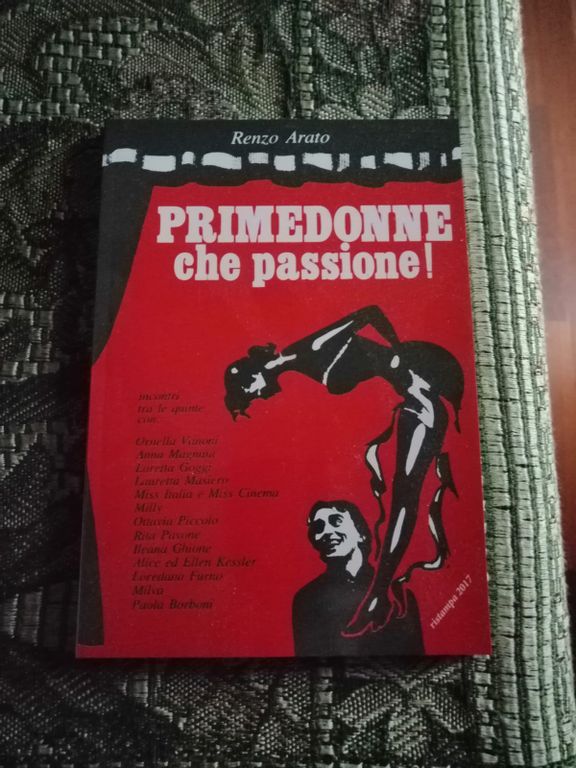 Renzo Arato
PRIMEDONNE
che passione!
incontri
tra le quinte
con:
Ornella Vanoni
Anna Magnani
Loretta Goggi
Lauretta Masiero
Miss Italia e Miss Cinema
Milly
Ottavia Piccolo
Rita Pavone
Ileana Ghione
Alice ed Ellen Kessler
Loredana Furno
Milva
Paola Borboni
ristampa 2017